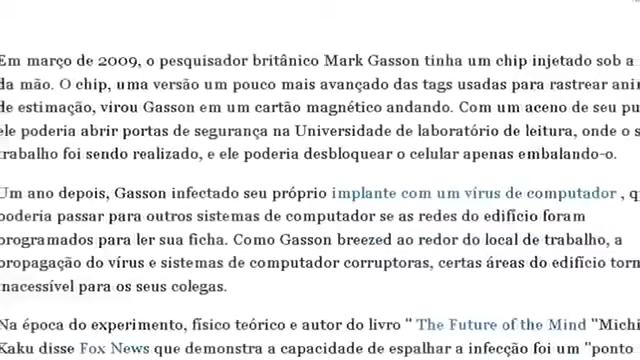 Em março de 2009, o pesquisador britânico Mark Gasson tinha um chip injetado sob a
da mão. O chip, uma versão um pouco mais avançado das tags usadas para rastrear
de estimação, virou Gasson em um cartão magnético andando. Com um aceno de seu
ele poderia abrir portas de segurança na Universidade de laboratório de leitura, onde o
trabalho foi sendo realizado, e ele poderia desbloquear o celular apenas embalando-o.
Um ano depois, Gasson infectado seu próprio implante com um vírus de computador ,
poderia passar para outros sistemas de computador se as redes do edifício foram
programados para ler sua ficha. Como Gasson breezed ao redor do local de trabalho, a
propagação do vírus e sistemas de computador corruptoras, certas áreas do edifício
inacessível para os seus colegas.
Na época do experimento, físico teórico e autor do livro " The Future of the Mind "
Kaku disse Fox News que demonstra a capacidade de espalhar a infecção foi um "ponto